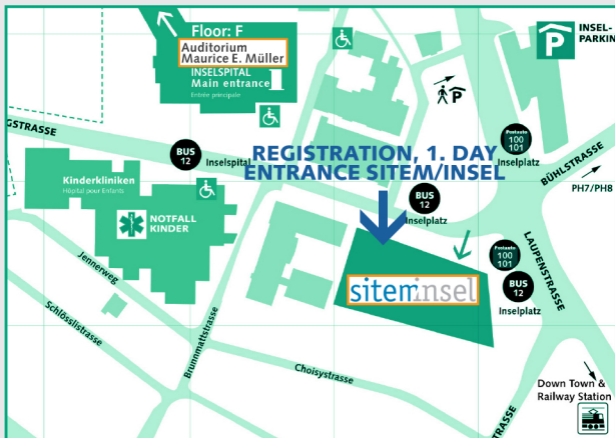 Floor: F
Auditorium
Maurice E. Müller
INSELSPITAL
Main entrance
Entrée principale
INSEL-
PARKIN
P
P
GSTRASSE
BUS
12
Inselspital
REGISTRATION, 1. DAY
ENTRANCE SITEM/INSEL
Postauto
100
101
Inselplatz
BÜHLSTRASSE
PH7/PH8
Kinderkliniken
Hôpital pour Enfants
NOTFALL
KINDER
BUS
12
Inselplatz
LAUPENSTRASSE
Postauto
100
101
BUS
12
Inselplatz
siteminsel
Jennerweg
Schlösslistrasse
Brunnmattstrasse
Choisystrasse
Down Town &
Railway Station
STRASSE